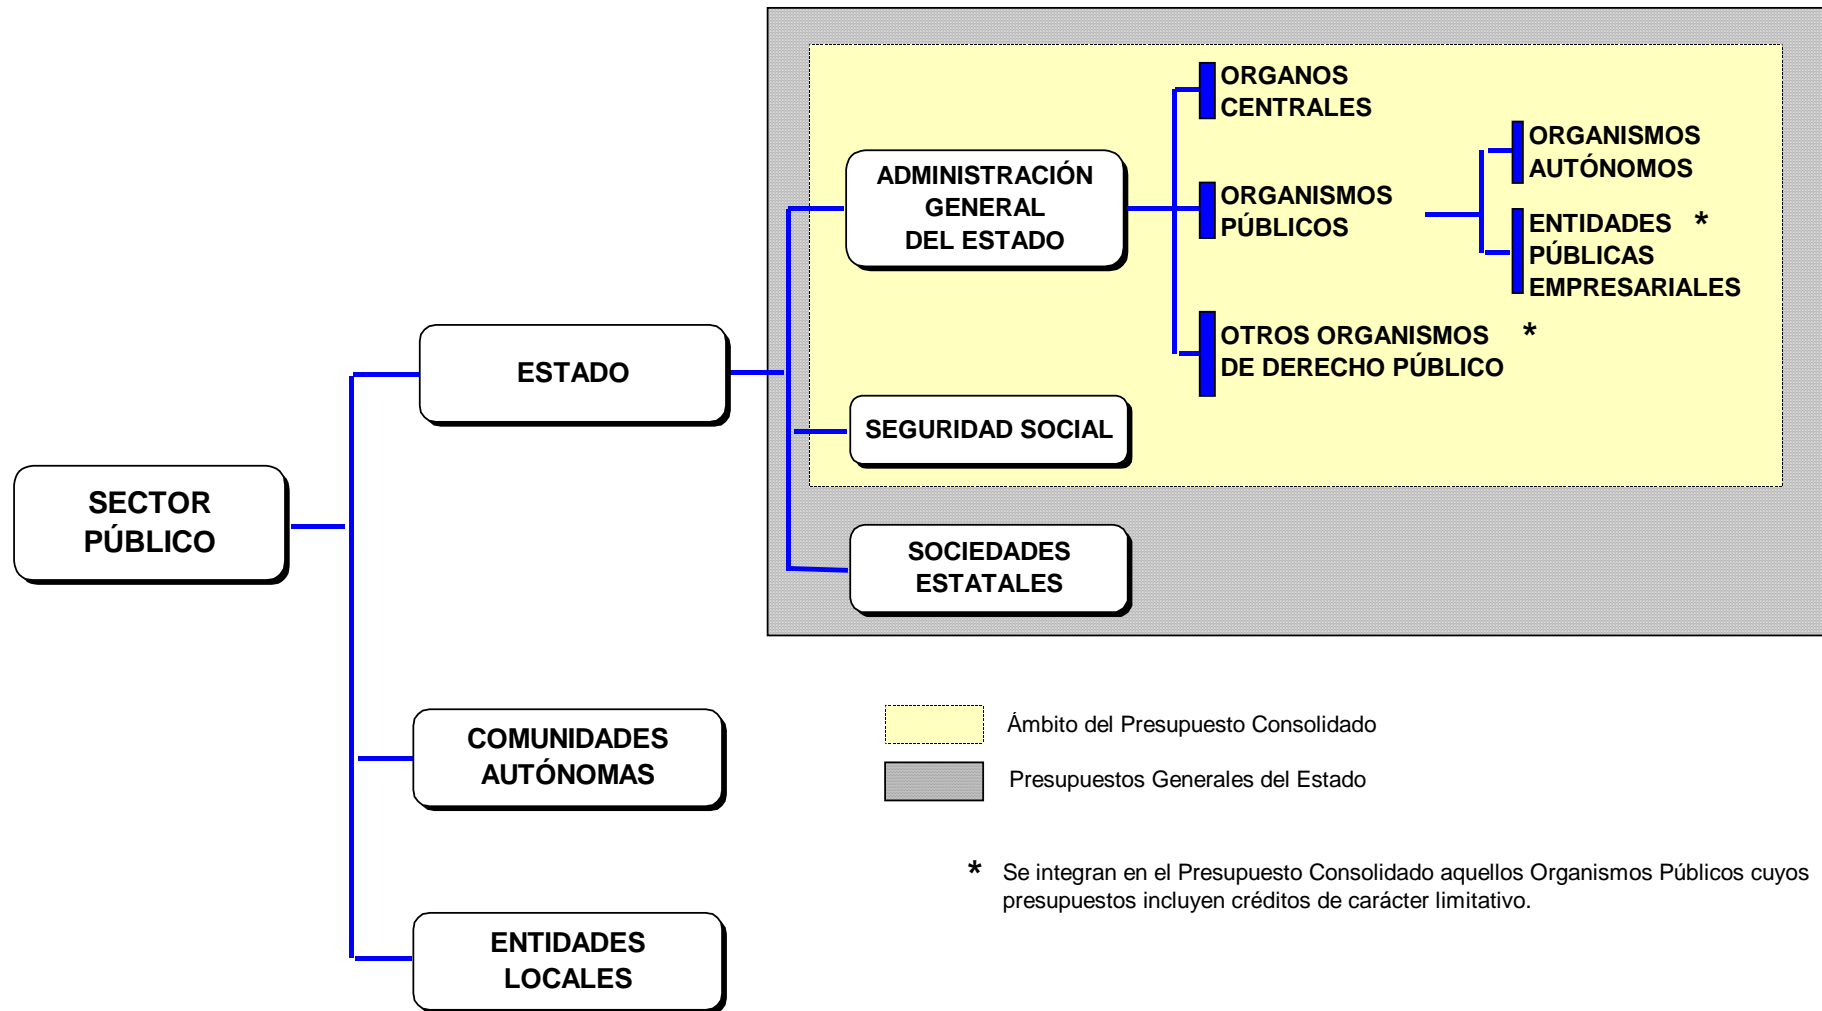 ORGANOS
CENTRALES
ORGANISMOS
AUTÓNOMOS
ADMINISTRACIÓN
GENERAL
DEL ESTADO
ORGANISMOS
PÚBLICOS
ENTIDADES *
PÚBLICAS
EMPRESARIALES
OTROS ORGANISMOS *
DE DERECHO PÚBLICO
ESTADO
SEGURIDAD SOCIAL
SECTOR
PÚBLICO
SOCIEDADES
ESTATALES
COMUNIDADES
AUTÓNOMAS
Ámbito del Presupuesto Consolidado
Presupuestos Generales del Estado
* Se integran en el Presupuesto Consolidado aquellos Organismos Públicos cuyos
presupuestos incluyen créditos de carácter limitativo.
ENTIDADES
LOCALES